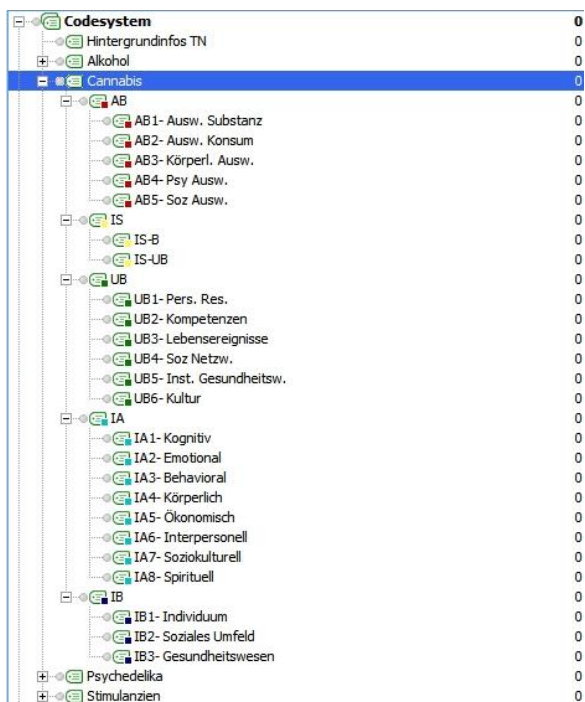 Codesystem 0
Hintergrundinfos TN 0
Alkohol 0
Cannabis 0
AB 0
AB1- Ausw. Substanz 0
AB2- Ausw. Konsum 0
AB3- Körperl. Ausw. 0
AB4- Psy Ausw. 0
AB5- Soz Ausw. 0
IS 0
IS-B 0
IS-UB 0
UB 0
UB1- Pers. Res. 0
UB2- Kompetenzen 0
UB3- Lebensereignisse 0
UB4- Soz Netzw. 0
UB5- Inst. Gesundheitsw. 0
UB6- Kultur 0
IA 0
IA1- Kognitiv 0
IA2- Emotional 0
IA3- Behavioral 0
IA4- Körperlich 0
IA5- Ökonomisch 0
IA6- Interpersonell 0
IA7- Soziokulturell 0
IA8- Spirituell 0
IB 0
IB1- Individuum 0
IB2- Soziales Umfeld 0
IB3- Gesundheitswesen 0
Psychedelika 0
Stimulanzien 0